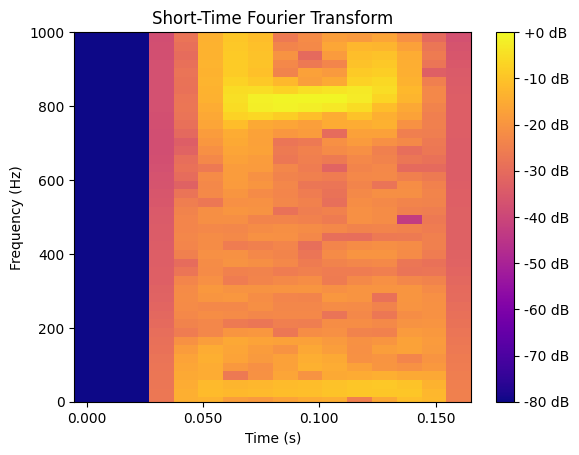 Short-Time Fourier Transform
1000
800
600
400
200
0
Frequency (Hz)
0.000
0.050
0.100
0.150
Time (s)
+0 dB
-10 dB
-20 dB
-30 dB
-40 dB
-50 dB
-60 dB
-70 dB
-80 dB